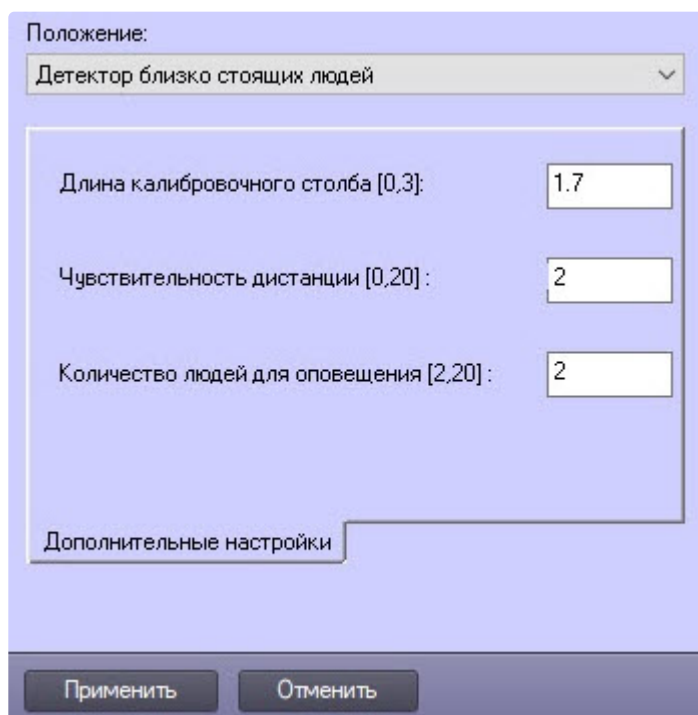 Положение:
Детектор близко стоящих людей
Длина калибровочного столба [0,3]: 1.7
Чувствительность дистанции [0,20] : 2
Количество людей для оповещения [2,20] : 2
Дополнительные настройки
Применить Отменить